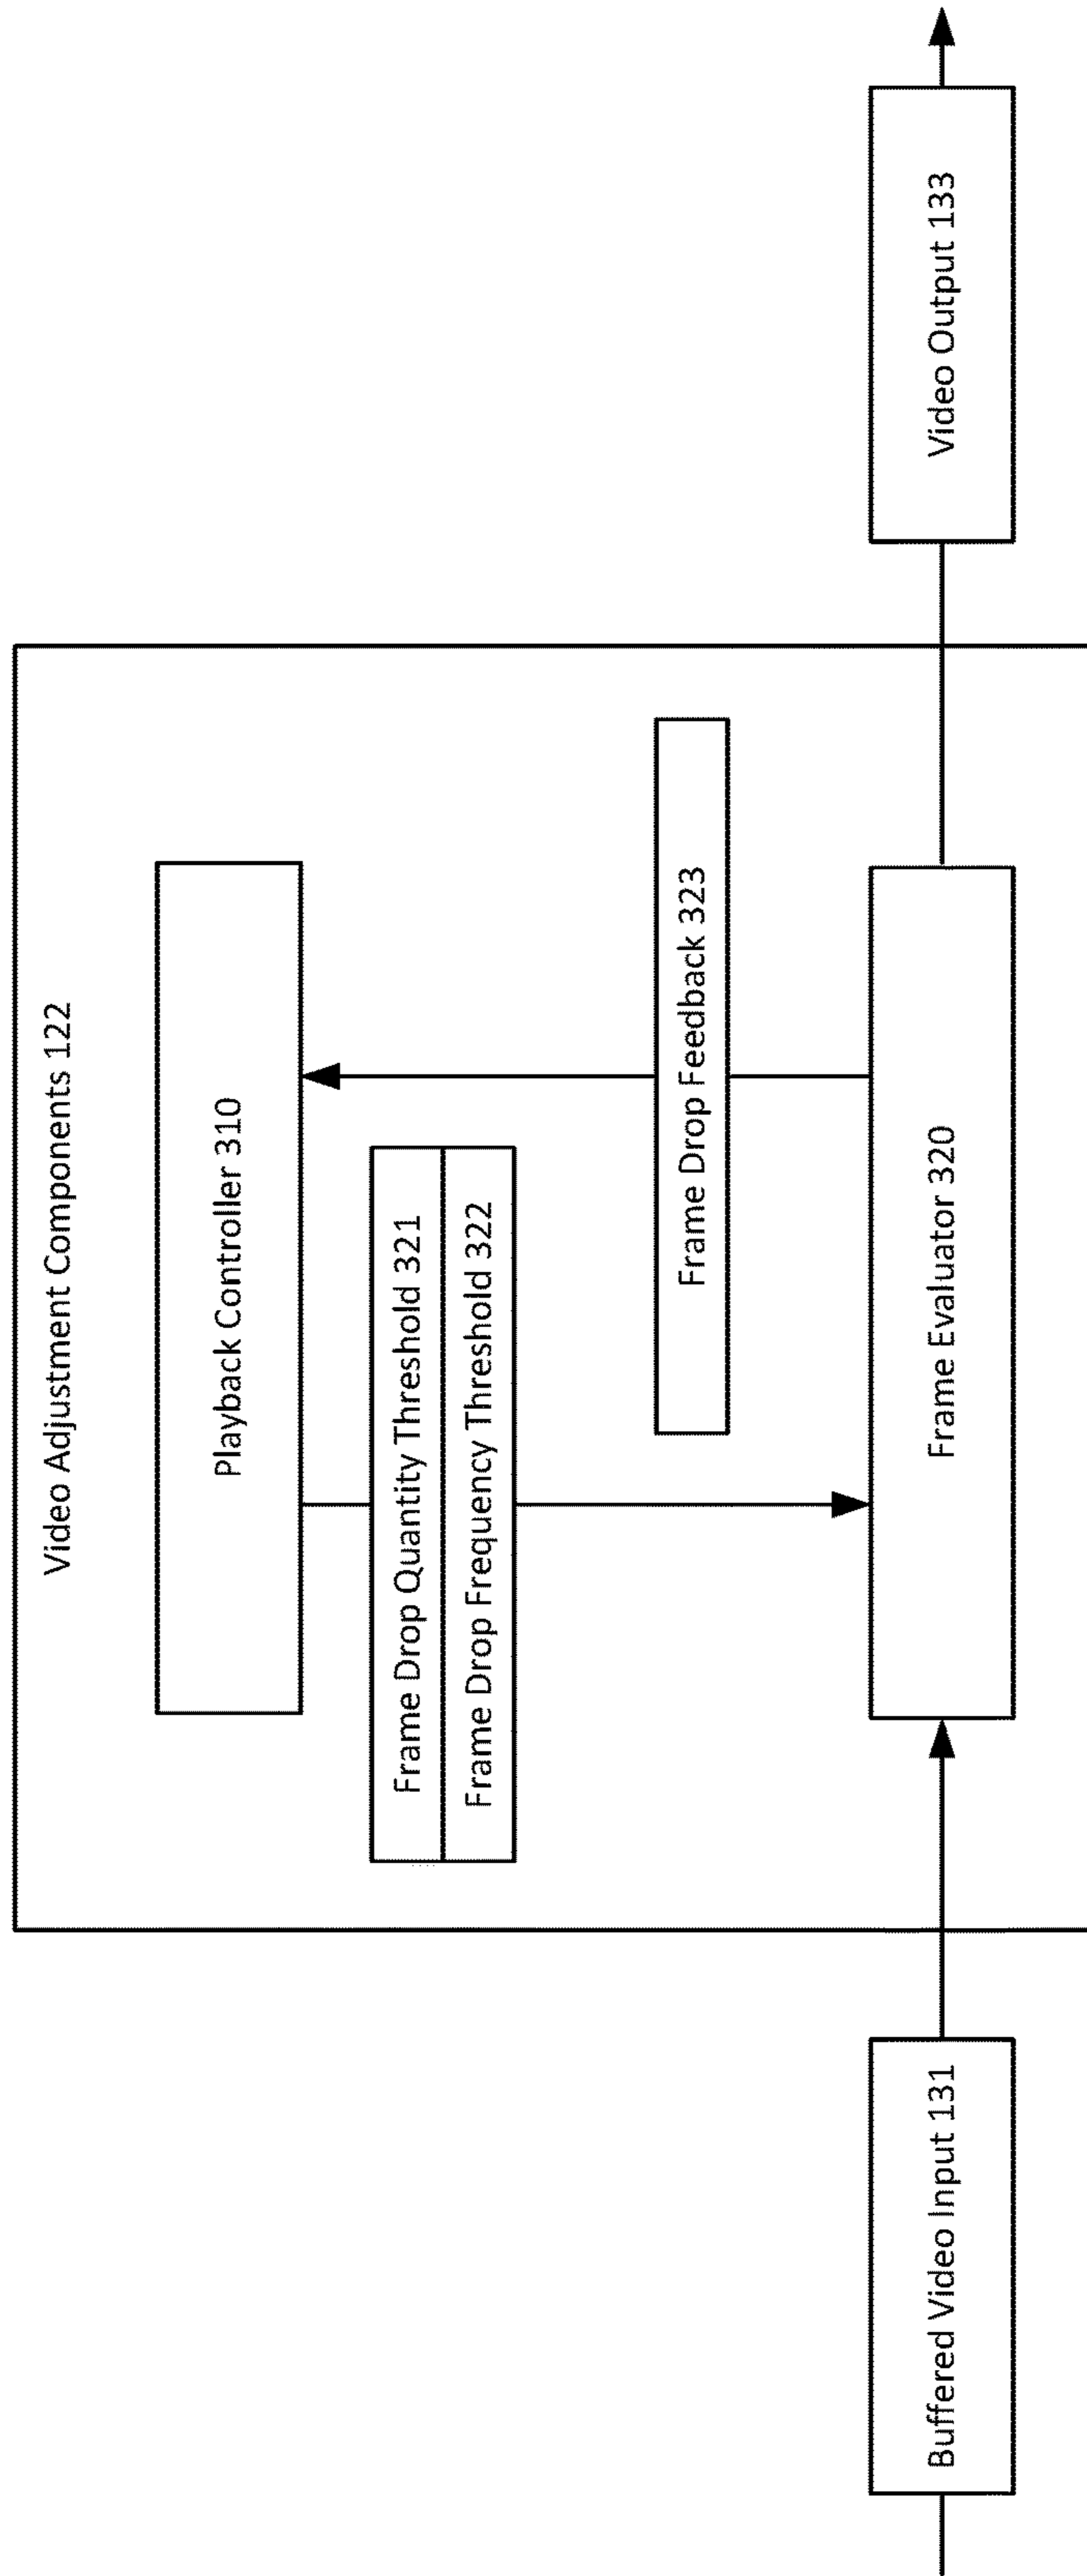 Video Adjustment Components 122
Playback Controller 310
Frame Drop Quantity Threshold 321
Frame Drop Frequency Threshold 322
Frame Drop Feedback 323
Buffered Video Input 131
Frame Evaluator 320
Video Output 133